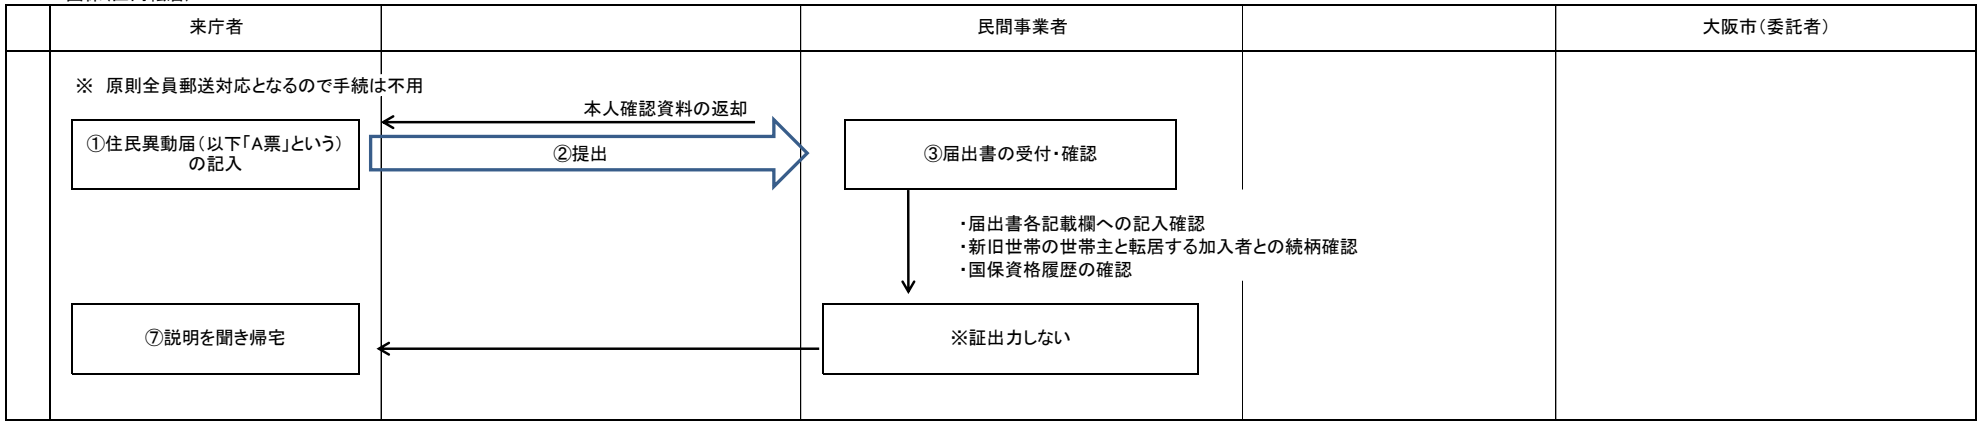 来庁者
民間事業者
大阪市（委託者）
※ 原則全員郵送対応となるので手続は不用
本人確認資料の返却
①住民異動届（以下「A票」という）
の記入
②提出
③届出書の受付・確認
・届出書各記載欄への記入確認
・新旧世帯の世帯主と転居する加入者との続柄確認
・国保資格履歴の確認
⑦説明を聞き帰宅
※証出力しない